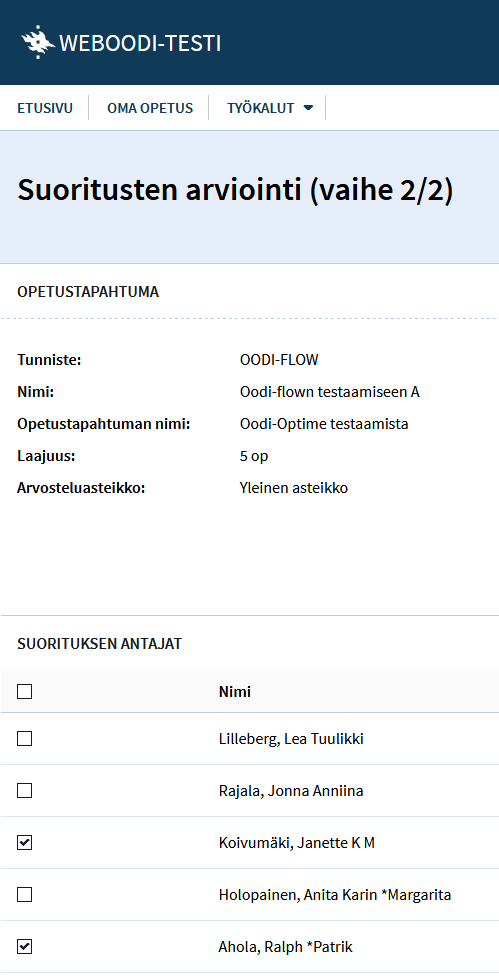 WEBOODI-TESTI
ETUSIVU OMA OPETUS TYÖKALUT
Suoritusten arviointi (vaihe 2/2)
OPETUSTAPAHTUMA
Tunniste: OODI-FLOW
Nimi: Oodi-flown testaamiseen A
Opetustapahtuman nimi: Oodi-Optime testaamista
Laajuus: 5 op
Arvosteluasteikko: Yleinen asteikko
SUORITUKSEN ANTAJAT
Nimi
Lilleberg, Lea Tuulikki
Rajala, Jonna Anniina
Koivumäki, Janette K M
Holopainen, Anita Karin *Margarita
Ahola, Ralph *Patrik